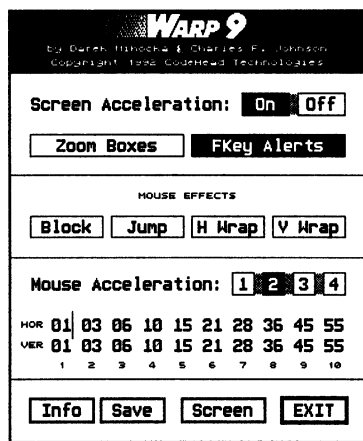 WARP 9
by Darek Mihocka & Charles F. Johnson
Copyright 1992 CodeHead Technologies
Screen Acceleration: On Off
Zoom Boxes FKey Alerts
MOUSE EFFECTS
Block Jump H Wrap V Wrap
Mouse Acceleration: 1 2 3 4
HOR 01 03 06 10 15 21 28 36 45 55
VER 01 03 06 10 15 21 28 36 45 55
1 2 3 4 5 6 7 8 9 10
Info Save Screen EXIT